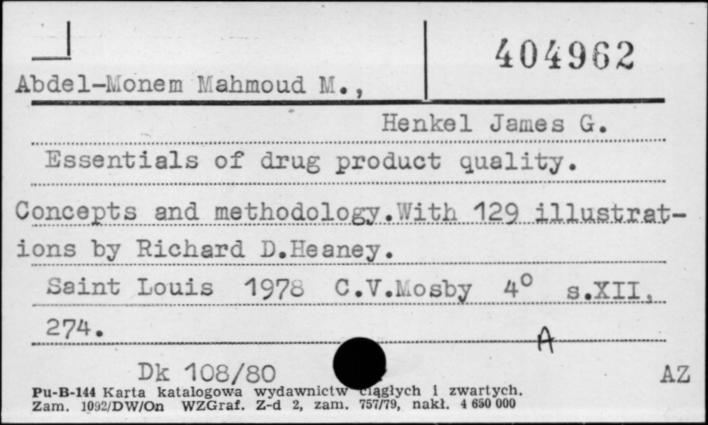 404962
Abdel-Monem Mahmoud M.,
Henkel James G.
Essentials of drug product quality.
Concepts and methodology.With 129 illustrat-
ions by Richard D.Heaney.
Saint Louis 1978 C.V.Mosby 4° s.XII,
274.
A
Dk 108/80 AZ
Pu-B-144 Karta katalogowa wydawnictw ciągłych i zwartych.
Zam. 1092/DW/On WZGraf. Z-d 2, zam. 757/79, nakł. 4 650 000